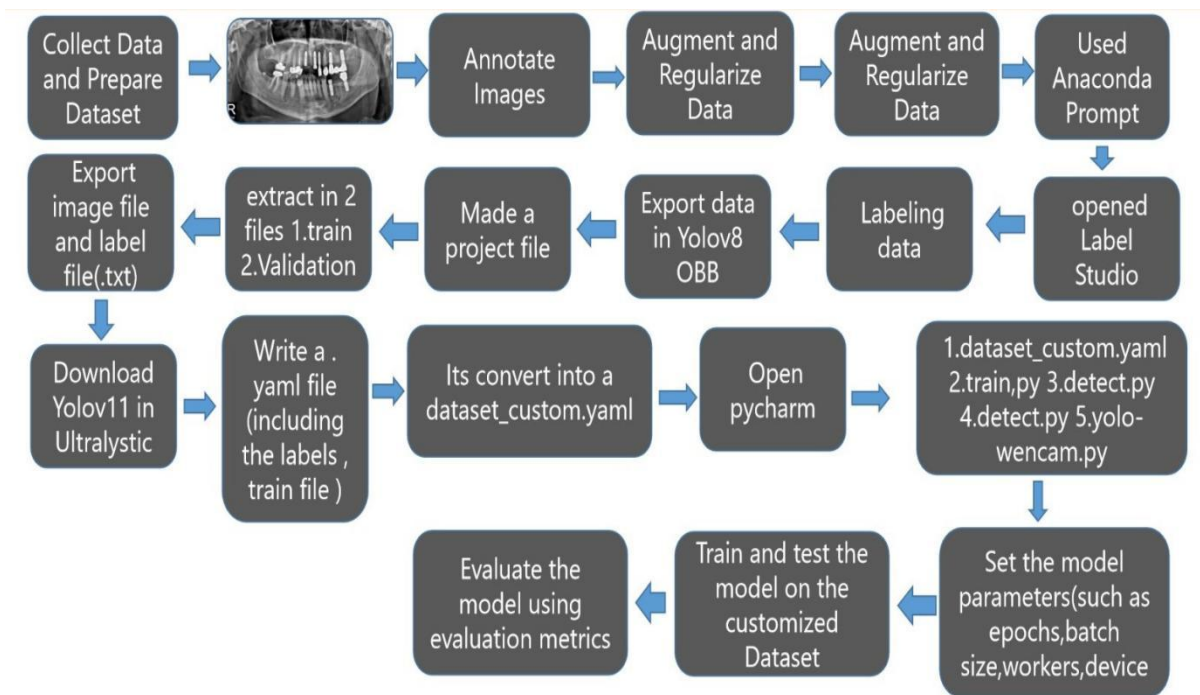 Collect Data
and Prepare
Dataset
R
Annotate
Images
Augment and
Regularize
Data
Augment and
Regularize
Data
Used
Anaconda
Prompt
opened
Label
Studio
Labeling
data
Export data
in Yolov8
OBB
Made a
project file
extract in 2
files 1.train
2.Validation
Export
image file
and label
file(.txt)
Download
Yolov11 in
Ultralystic
Write a .
yaml file
(including
the labels ,
train file )
Its convert into a
dataset_custom.yaml
Open
pycharm
1.dataset_custom.yaml
2.train,py 3.detect.py
4.detect.py 5.yolo-
wencam.py
Set the model
parameters(such as
epochs,batch
size,workers,device
Train and test the
model on the
customized
Dataset
Evaluate the
model using
evaluation metrics